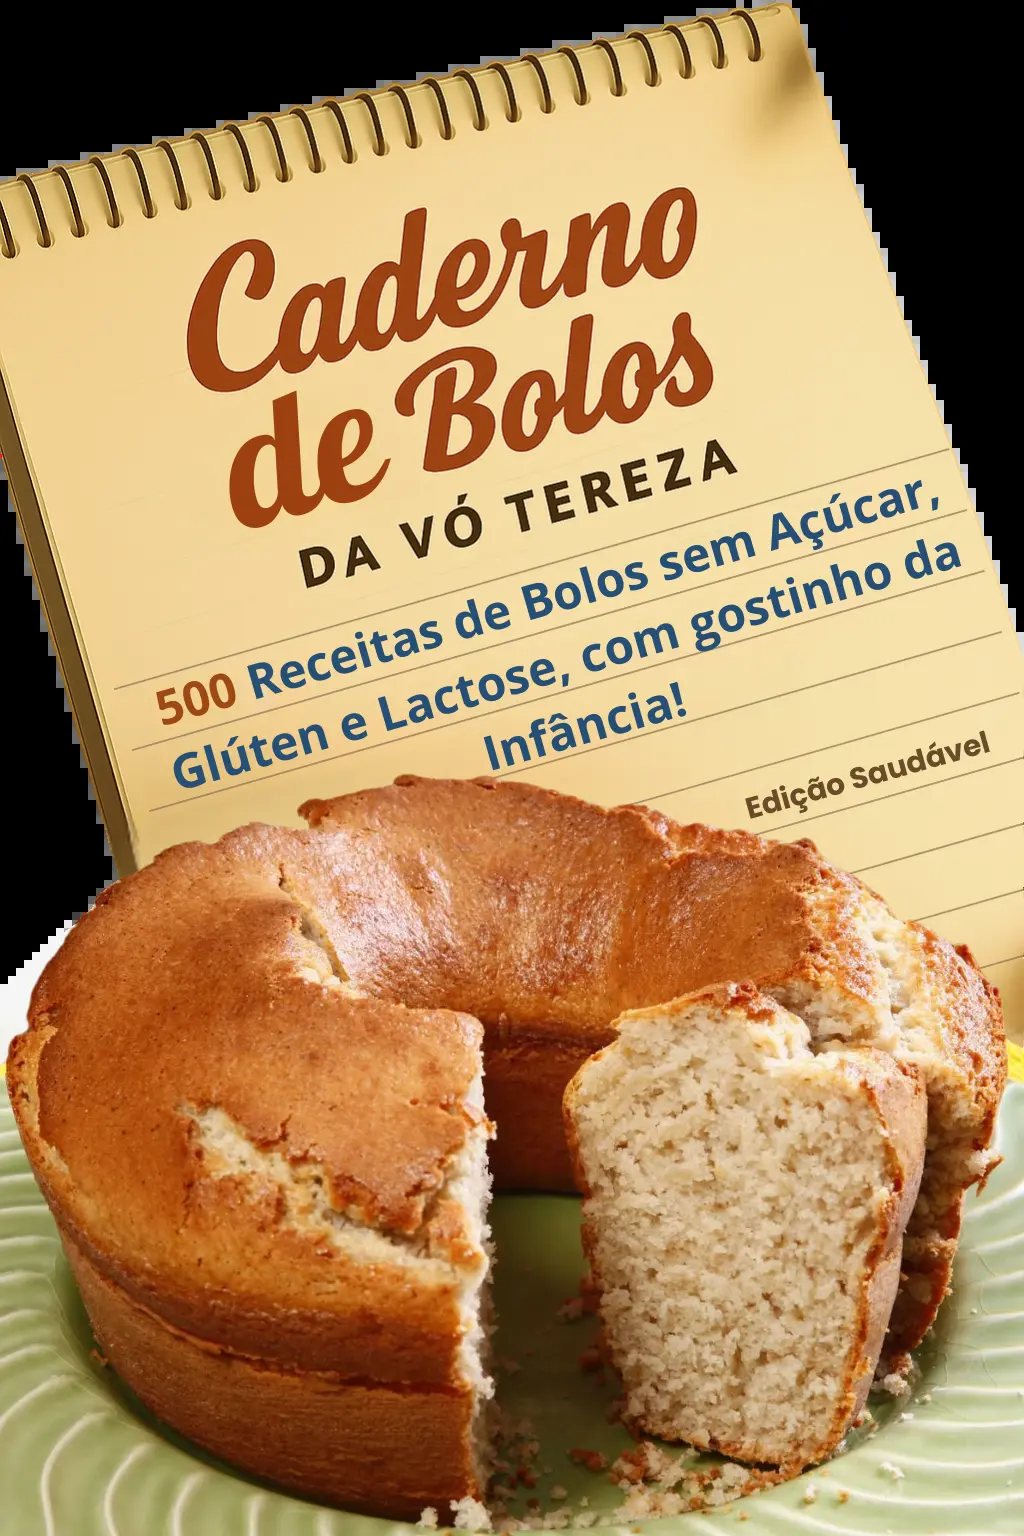 Caderno
de Bolos
DA VÓ TEREZA
500 Receitas de Bolos sem Açúcar,
Glúten e Lactose, com gostinho da
Infância!
Edição Saudável